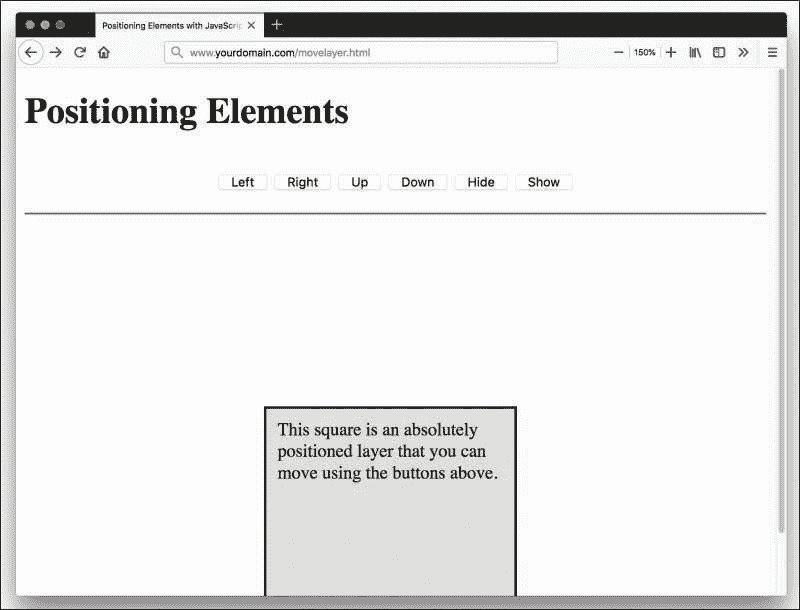 Positioning Elements with JavaScrip
www.yourdomain.com/movelayer.html
150%
Positioning Elements
Left Right Up Down Hide Show
This square is an absolutely
positioned layer that you can
move using the buttons above.